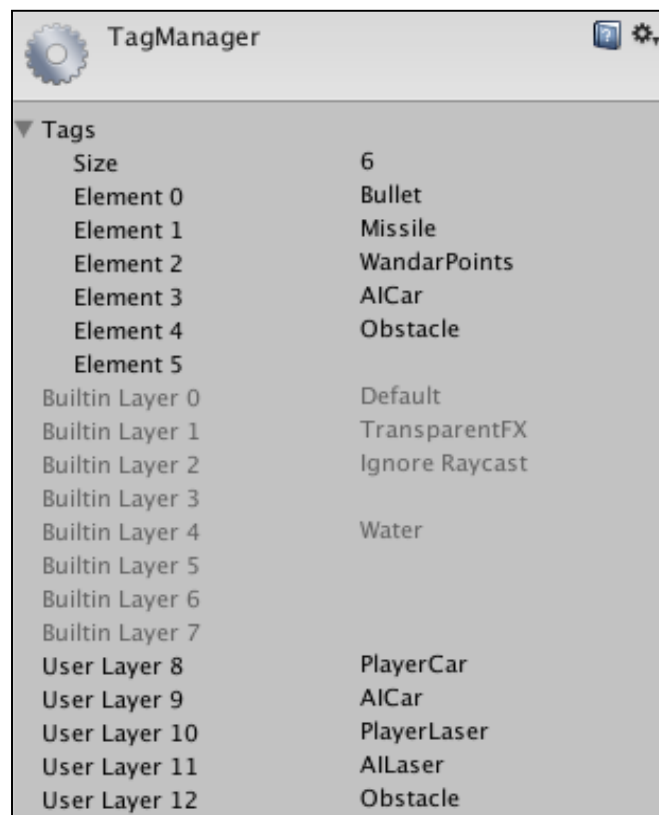 TagManager
Tags
Size 6
Element 0 Bullet
Element 1 Missile
Element 2 WandarPoints
Element 3 AICar
Element 4 Obstacle
Element 5
Builtin Layer 0 Default
Builtin Layer 1 TransparentFX
Builtin Layer 2 Ignore Raycast
Builtin Layer 3
Builtin Layer 4 Water
Builtin Layer 5
Builtin Layer 6
Builtin Layer 7
User Layer 8 PlayerCar
User Layer 9 AICar
User Layer 10 PlayerLaser
User Layer 11 AILaser
User Layer 12 Obstacle